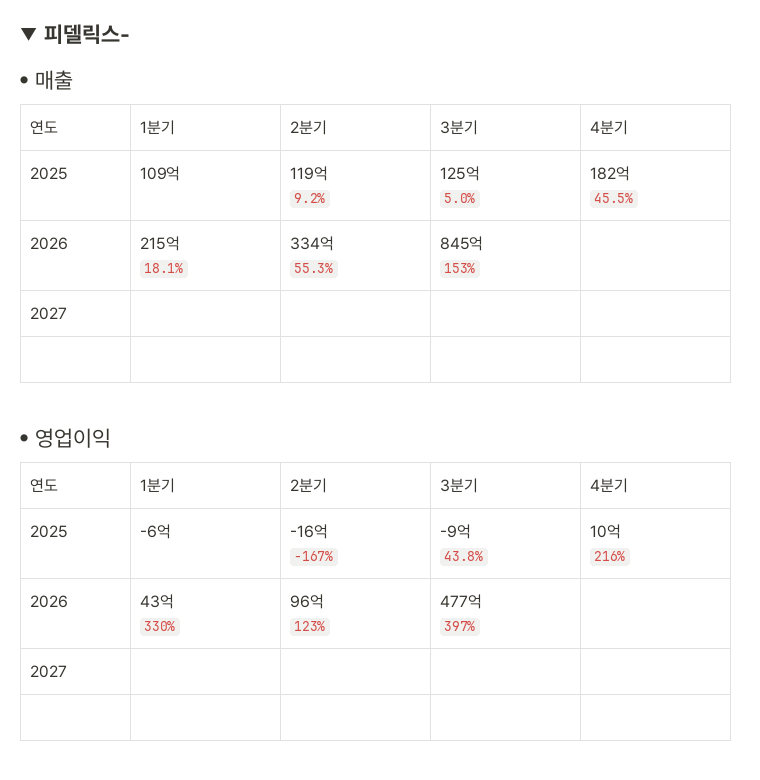 ▼ 피델릭스-
• 매출
연도 1분기 2분기 3분기 4분기
2025 109억 119억 125억 182억
9.2% 5.0% 45.5%
2026 215억 334억 845억
18.1% 55.3% 153%
2027
• 영업이익
연도 1분기 2분기 3분기 4분기
2025 -6억 -16억 -9억 10억
-167% 43.8% 216%
2026 43억 96억 477억
330% 123% 397%
2027